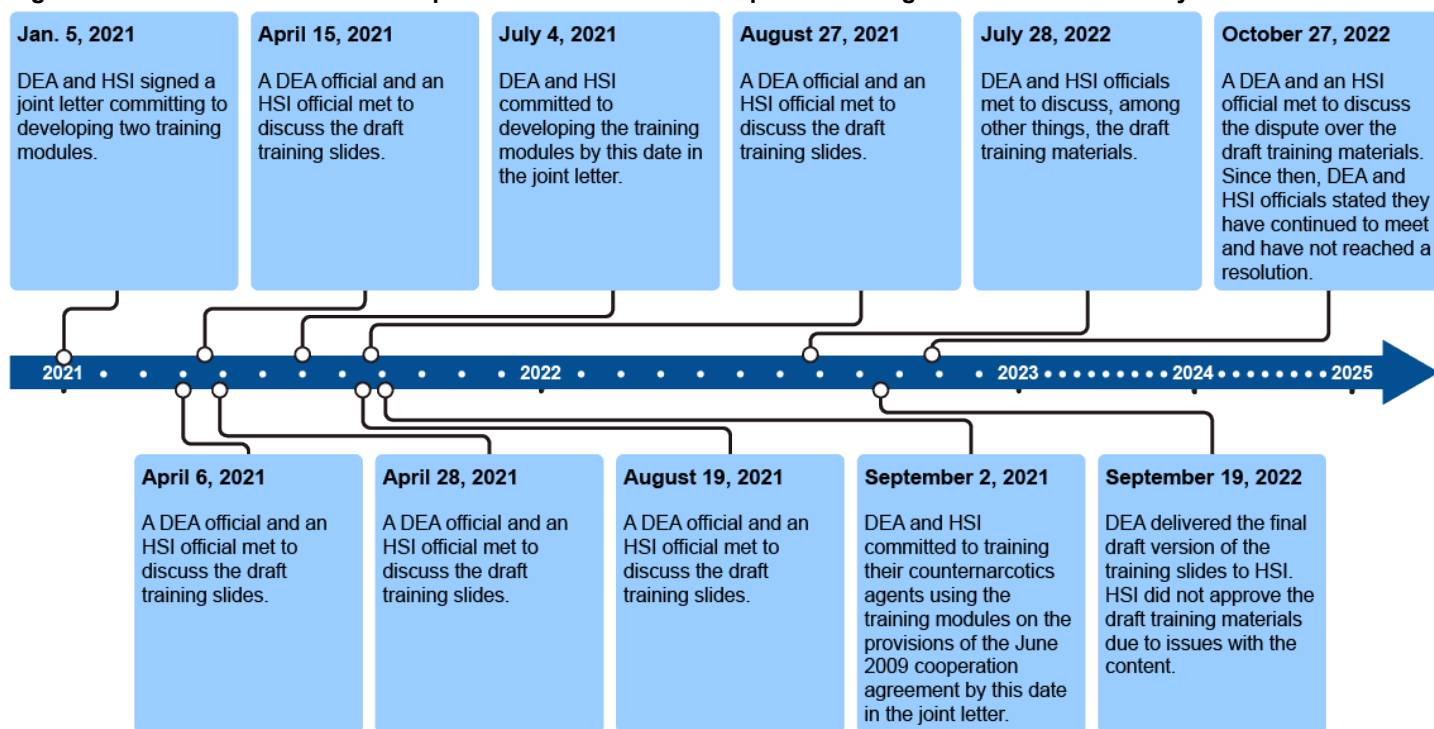 Jan. 5, 2021
DEA and HSI signed a
joint letter committing to
developing two training
modules.
April 15, 2021
A DEA official and an
HSI official met to
discuss the draft
training slides.
July 4, 2021
DEA and HSI
committed to
developing the training
modules by this date in
the joint letter.
August 27, 2021
A DEA official and an
HSI official met to
discuss the draft
training slides.
July 28, 2022
DEA and HSI officials
met to discuss, among
other things, the draft
training materials.
October 27, 2022
A DEA and an HSI
official met to discuss
the dispute over the
draft training materials.
Since then, DEA and
HSI officials stated they
have continued to meet
and have not reached a
resolution.
2021 2022 2023 2024 2025
April 6, 2021
A DEA official and an
HSI official met to
discuss the draft
training slides.
April 28, 2021
A DEA official and an
HSI official met to
discuss the draft
training slides.
August 19, 2021
A DEA official and an
HSI official met to
discuss the draft
training slides.
September 2, 2021
DEA and HSI
committed to training
their counternarcotics
agents using the
training modules on the
provisions of the June
2009 cooperation
agreement by this date
in the joint letter.
September 19, 2022
DEA delivered the final
draft version of the
training slides to HSI.
HSI did not approve the
draft training materials
due to issues with the
content.